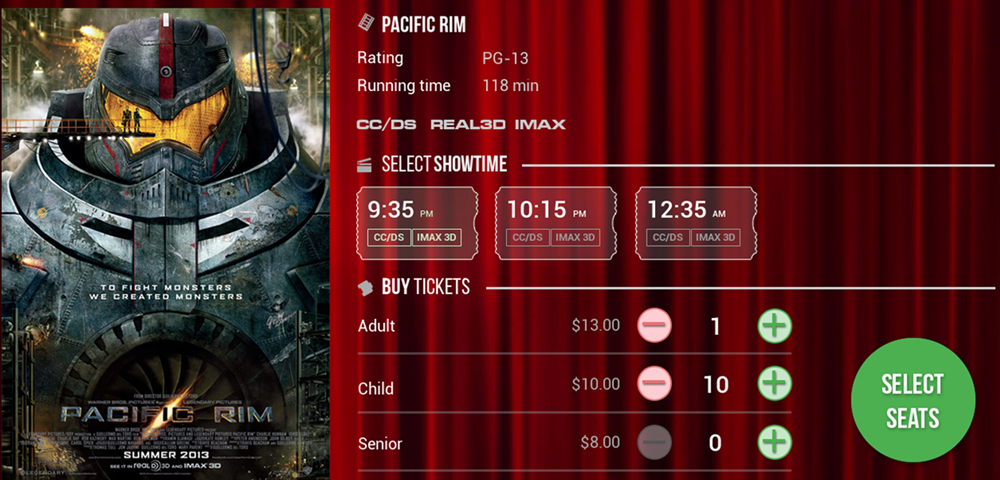 TO FIGHT MONSTERS
WE CREATED MONSTERS
PACIFIC RIM
SUMMER 2013
SEE IT IN REAL D 3D AND IMAX 3D
PACIFIC RIM
Rating PG-13
Running time 118 min
CC/DS REAL3D IMAX
SELECT SHOWTIME
9:35 PM 10:15 PM 12:35 AM
CC/DS IMAX 3D CC/DS IMAX 3D CC/DS IMAX 3D
BUY TICKETS
Adult $13.00 1
Child $10.00 10
Senior $8.00 0
SELECT
SEATS